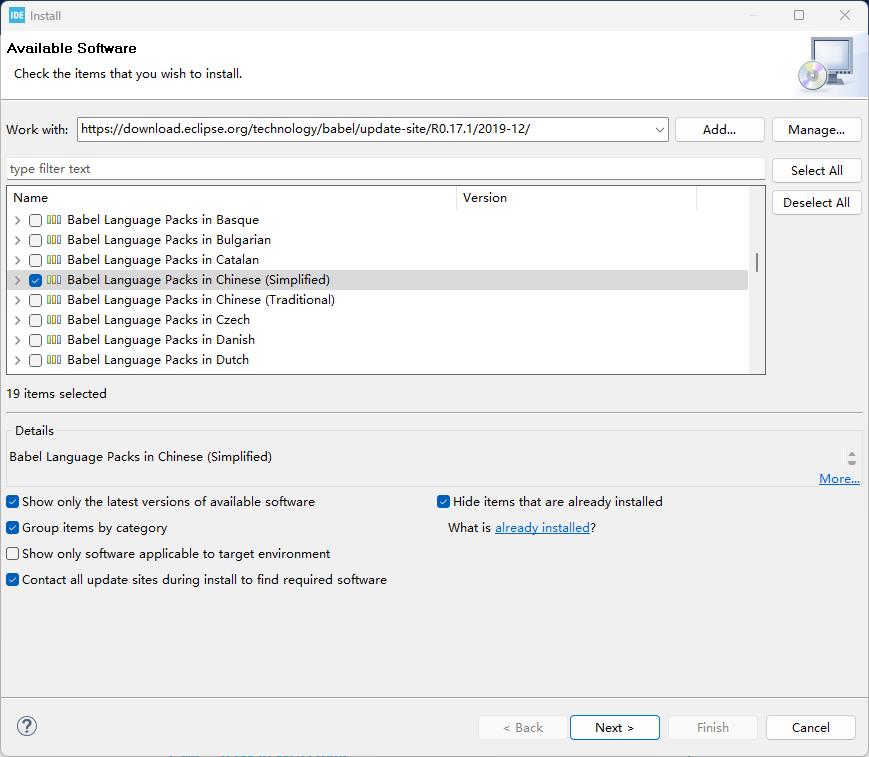 IDE Install
Available Software
Check the items that you wish to install.
Work with: https://download.eclipse.org/technology/babel/update-site/R0.17.1/2019-12/ Add... Manage...
type filter text Select All
Name Version Deselect All
Babel Language Packs in Basque
Babel Language Packs in Bulgarian
Babel Language Packs in Catalan
Babel Language Packs in Chinese (Simplified)
Babel Language Packs in Chinese (Traditional)
Babel Language Packs in Czech
Babel Language Packs in Danish
Babel Language Packs in Dutch
19 items selected
Details
Babel Language Packs in Chinese (Simplified)
More...
Show only the latest versions of available software Hide items that are already installed
Group items by category What is already installed?
Show only software applicable to target environment
Contact all update sites during install to find required software
? < Back Next > Finish Cancel